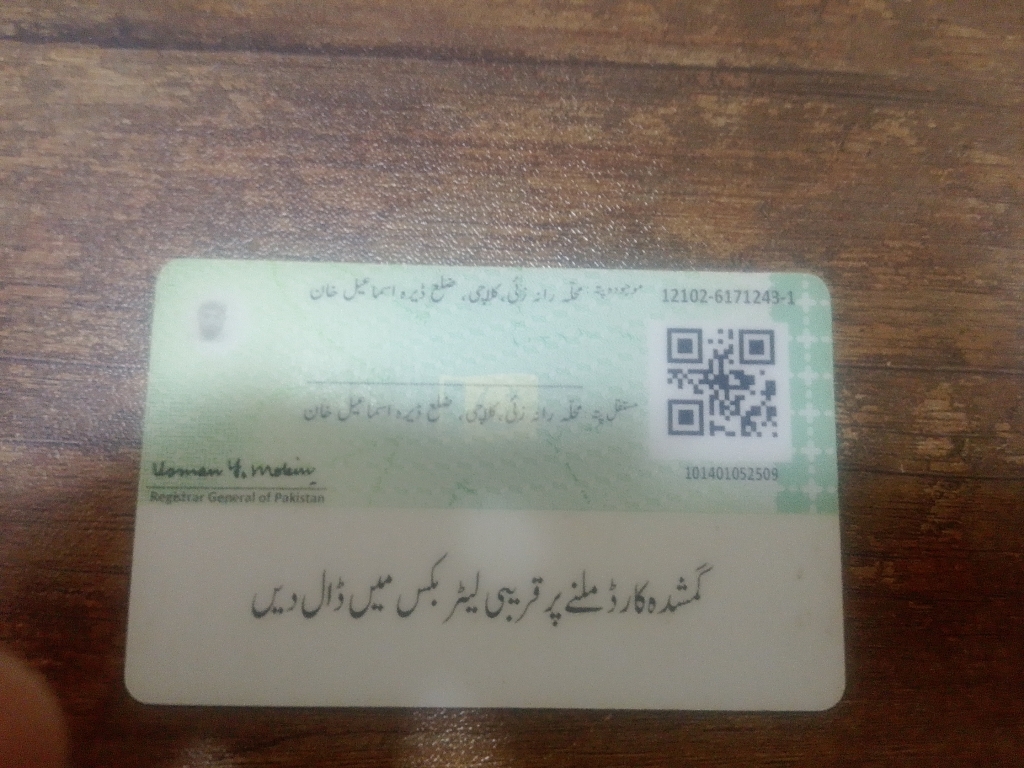 موجودہ پتہ: محلہ رانہ زئی، کلاچی، ضلع ڈیرہ اسماعیل خان
12102-6171243-1
مستقل پتہ: محلہ رانہ زئی، کلاچی، ضلع ڈیرہ اسماعیل خان
101401052509
Usman Y. Mobin
Registrar General of Pakistan
گمشدہ کارڈ ملنے پر قریبی لیٹر بکس میں ڈال دیں